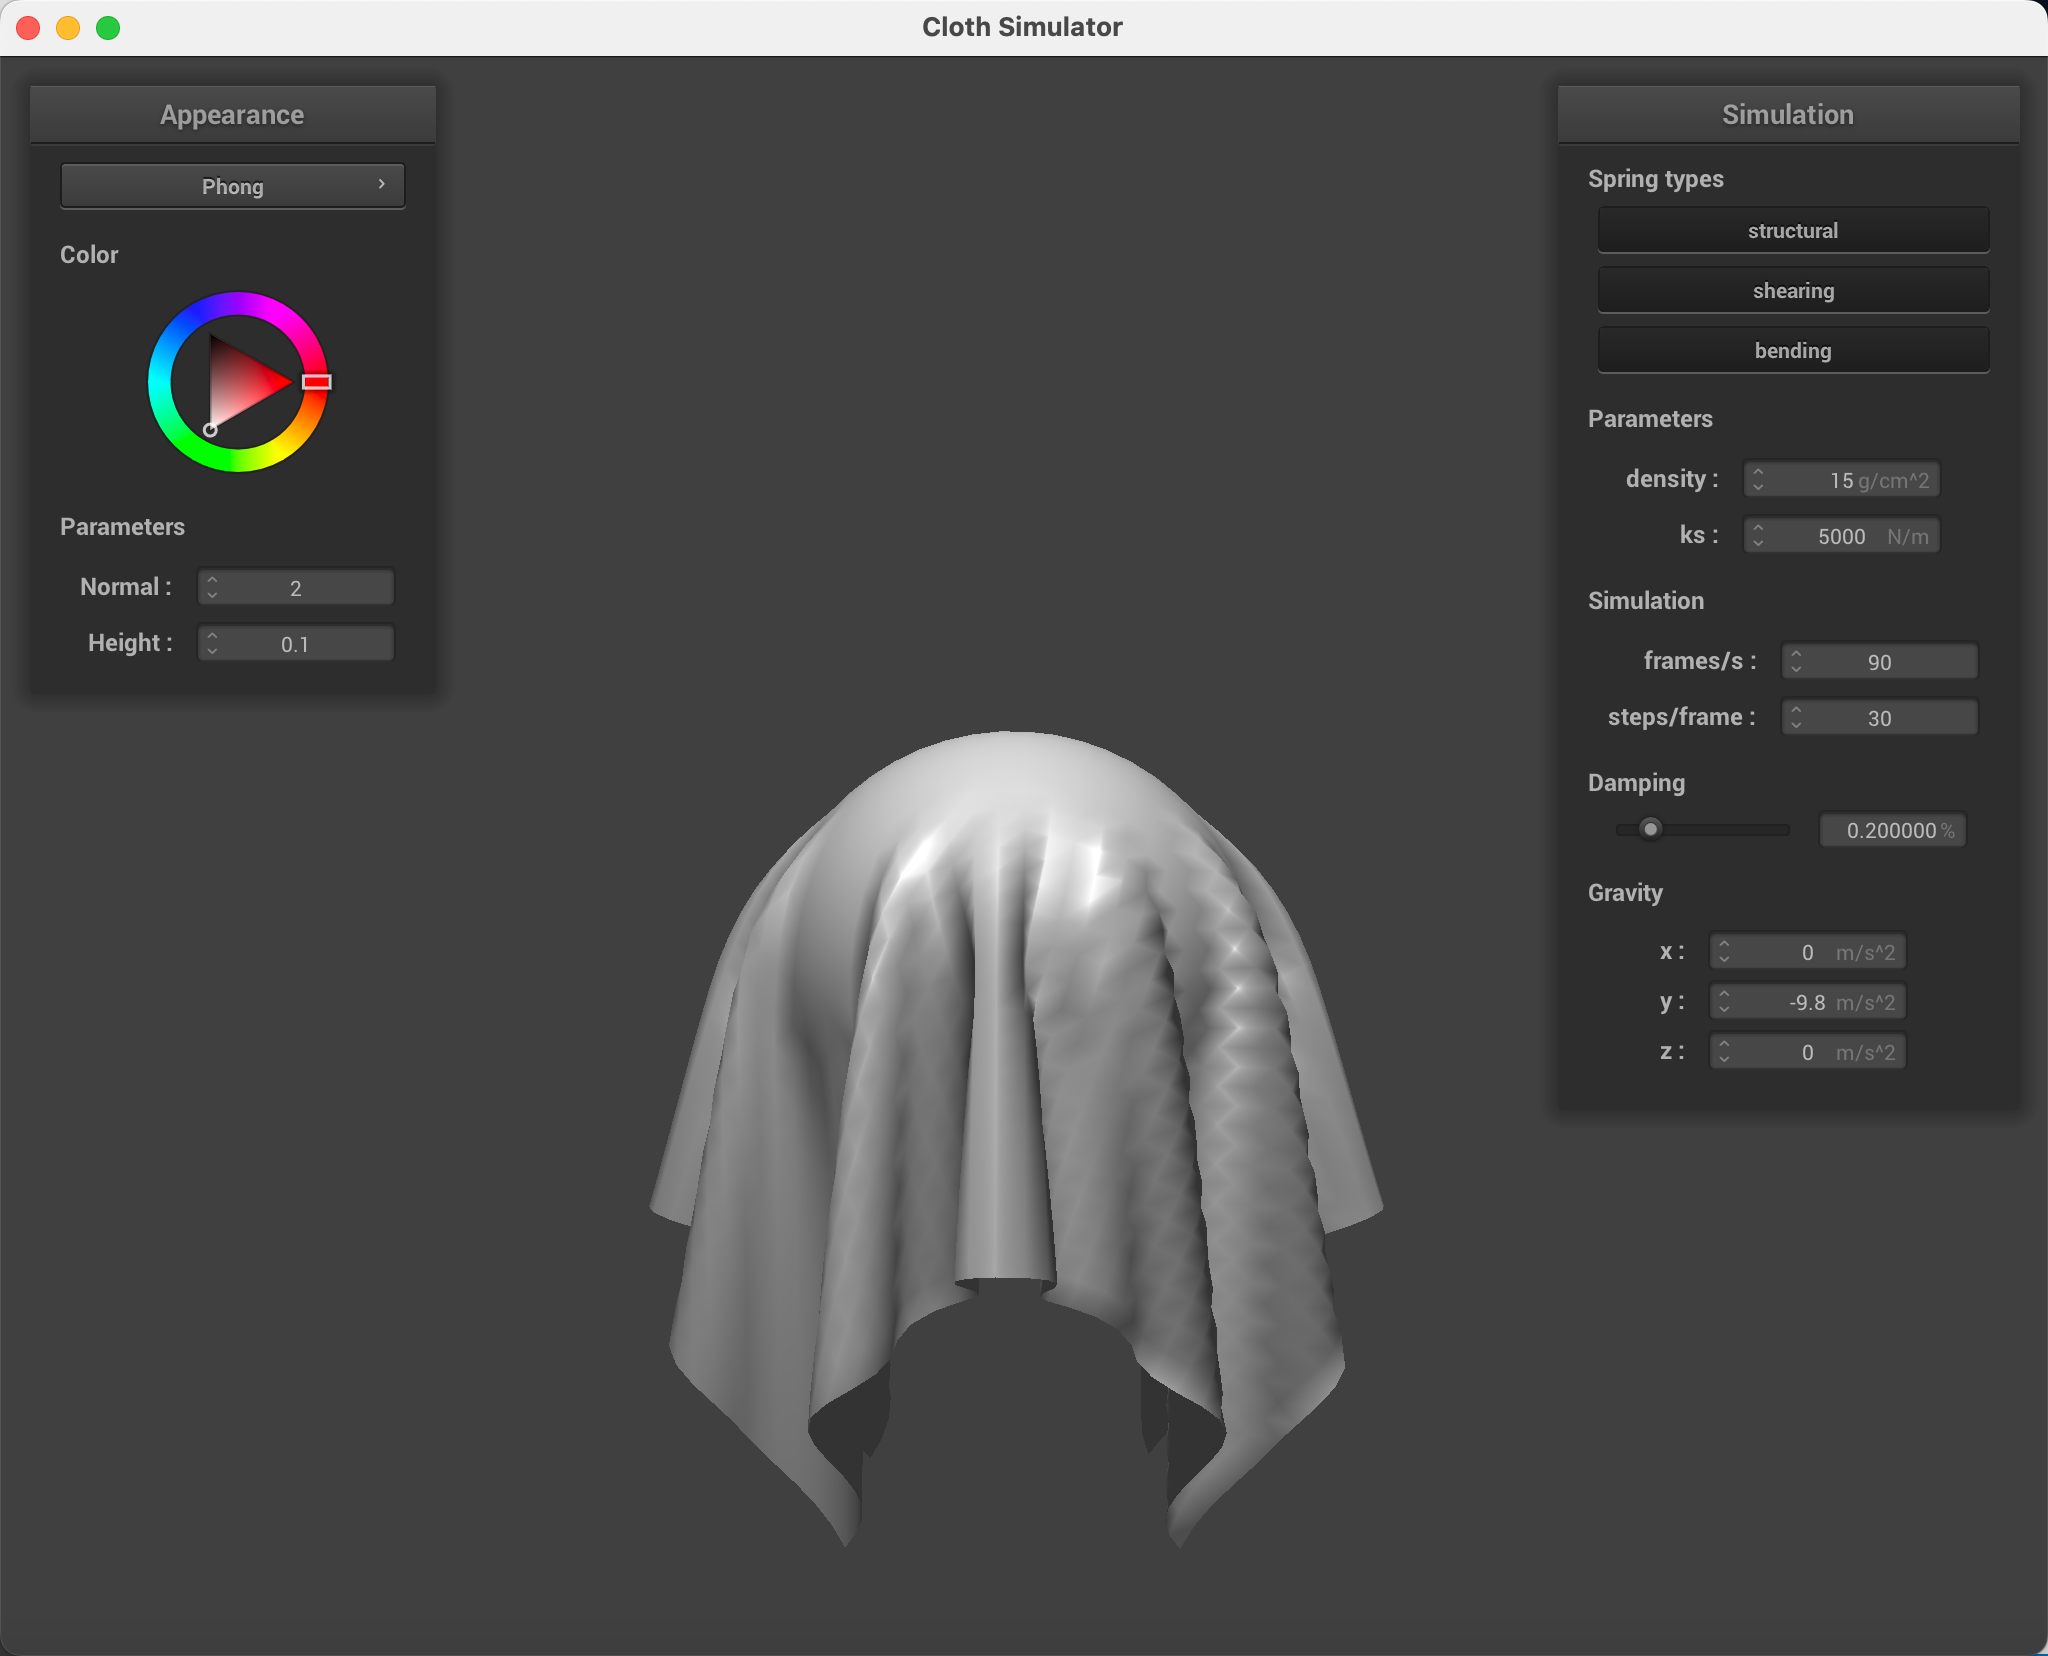 Cloth Simulator
Appearance
Phong
Color
Parameters
Normal : 2
Height : 0.1
Simulation
Spring types
structural
shearing
bending
Parameters
density : 15 g/cm^2
ks : 5000 N/m
Simulation
frames/s : 90
steps/frame : 30
Damping
0.200000 %
Gravity
x : 0 m/s^2
y : -9.8 m/s^2
z : 0 m/s^2